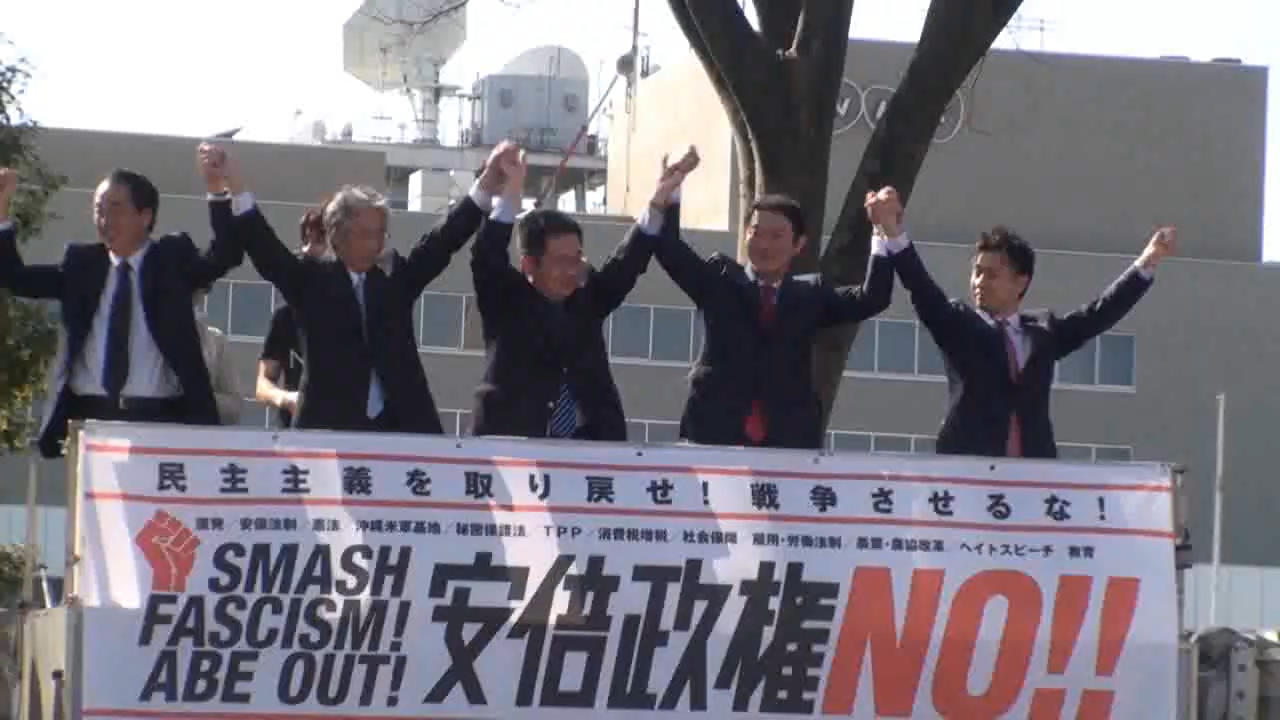 NHK
民主主義を取り戻せ！戦争させるな！
原発／安保法制／憲法／沖縄米軍基地／秘密保護法／TPP／消費税増税／社会保障／雇用・労働法制／農業・農協改革／ヘイトスピーチ／教育
SMASH
FASCISM!
ABE OUT!
安倍政権NO!!